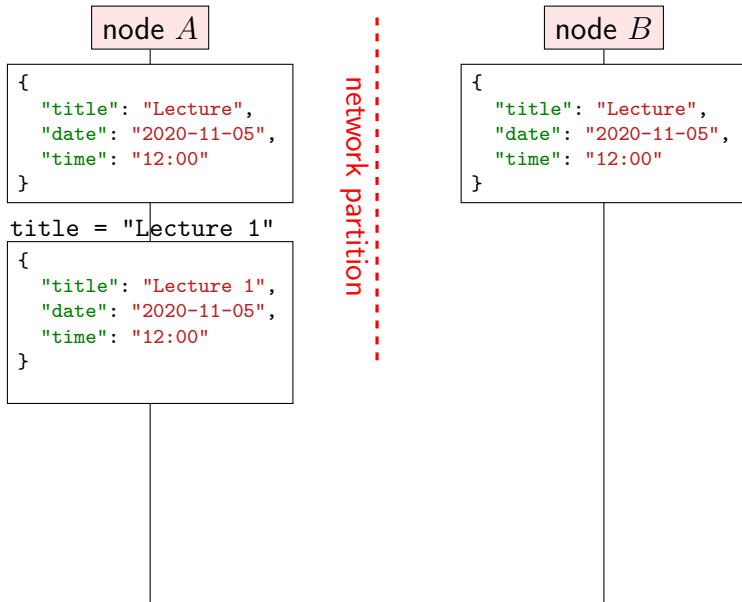 node A
{
  "title": "Lecture",
  "date": "2020-11-05",
  "time": "12:00"
}
title = "Lecture 1"
{
  "title": "Lecture 1",
  "date": "2020-11-05",
  "time": "12:00"
}
network partition
node B
{
  "title": "Lecture",
  "date": "2020-11-05",
  "time": "12:00"
}